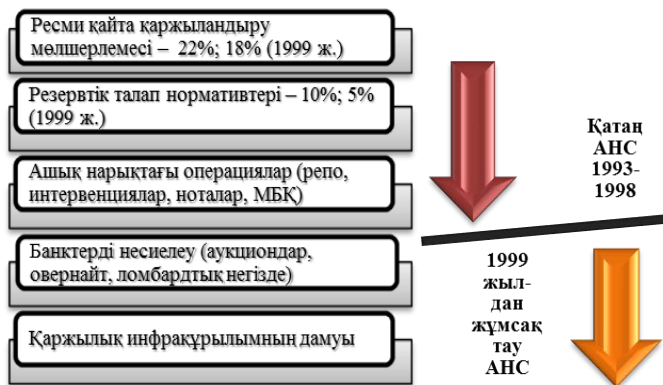 Ресми қайта қаржыландыру
мөлшерлемесі – 22%; 18% (1999 ж.)
Резервтік талап нормативтері – 10%; 5%
(1999 ж.)
Ашық нарықтағы операциялар (репо,
интервенциялар, ноталар, МБҚ)
Банктерді несиелеу (аукциондар,
овернайт, ломбардтық негізде)
Қаржылық инфрақұрылымның дамуы
Қатаң
АНС
1993-
1998
1999
жыл-
дан
жұмсақ
тау
АНС